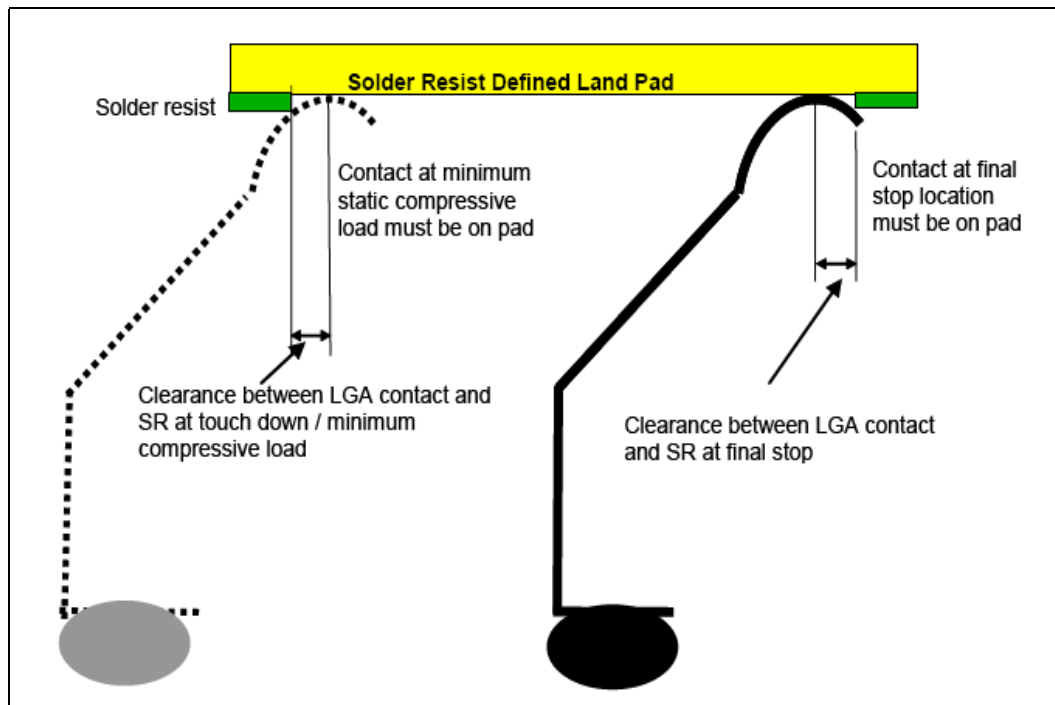 Solder Resist Defined Land Pad
Solder resist
Contact at minimum
static compressive
load must be on pad
Contact at final
stop location
must be on pad
Clearance between LGA contact and
SR at touch down / minimum
compressive load
Clearance between LGA contact
and SR at final stop